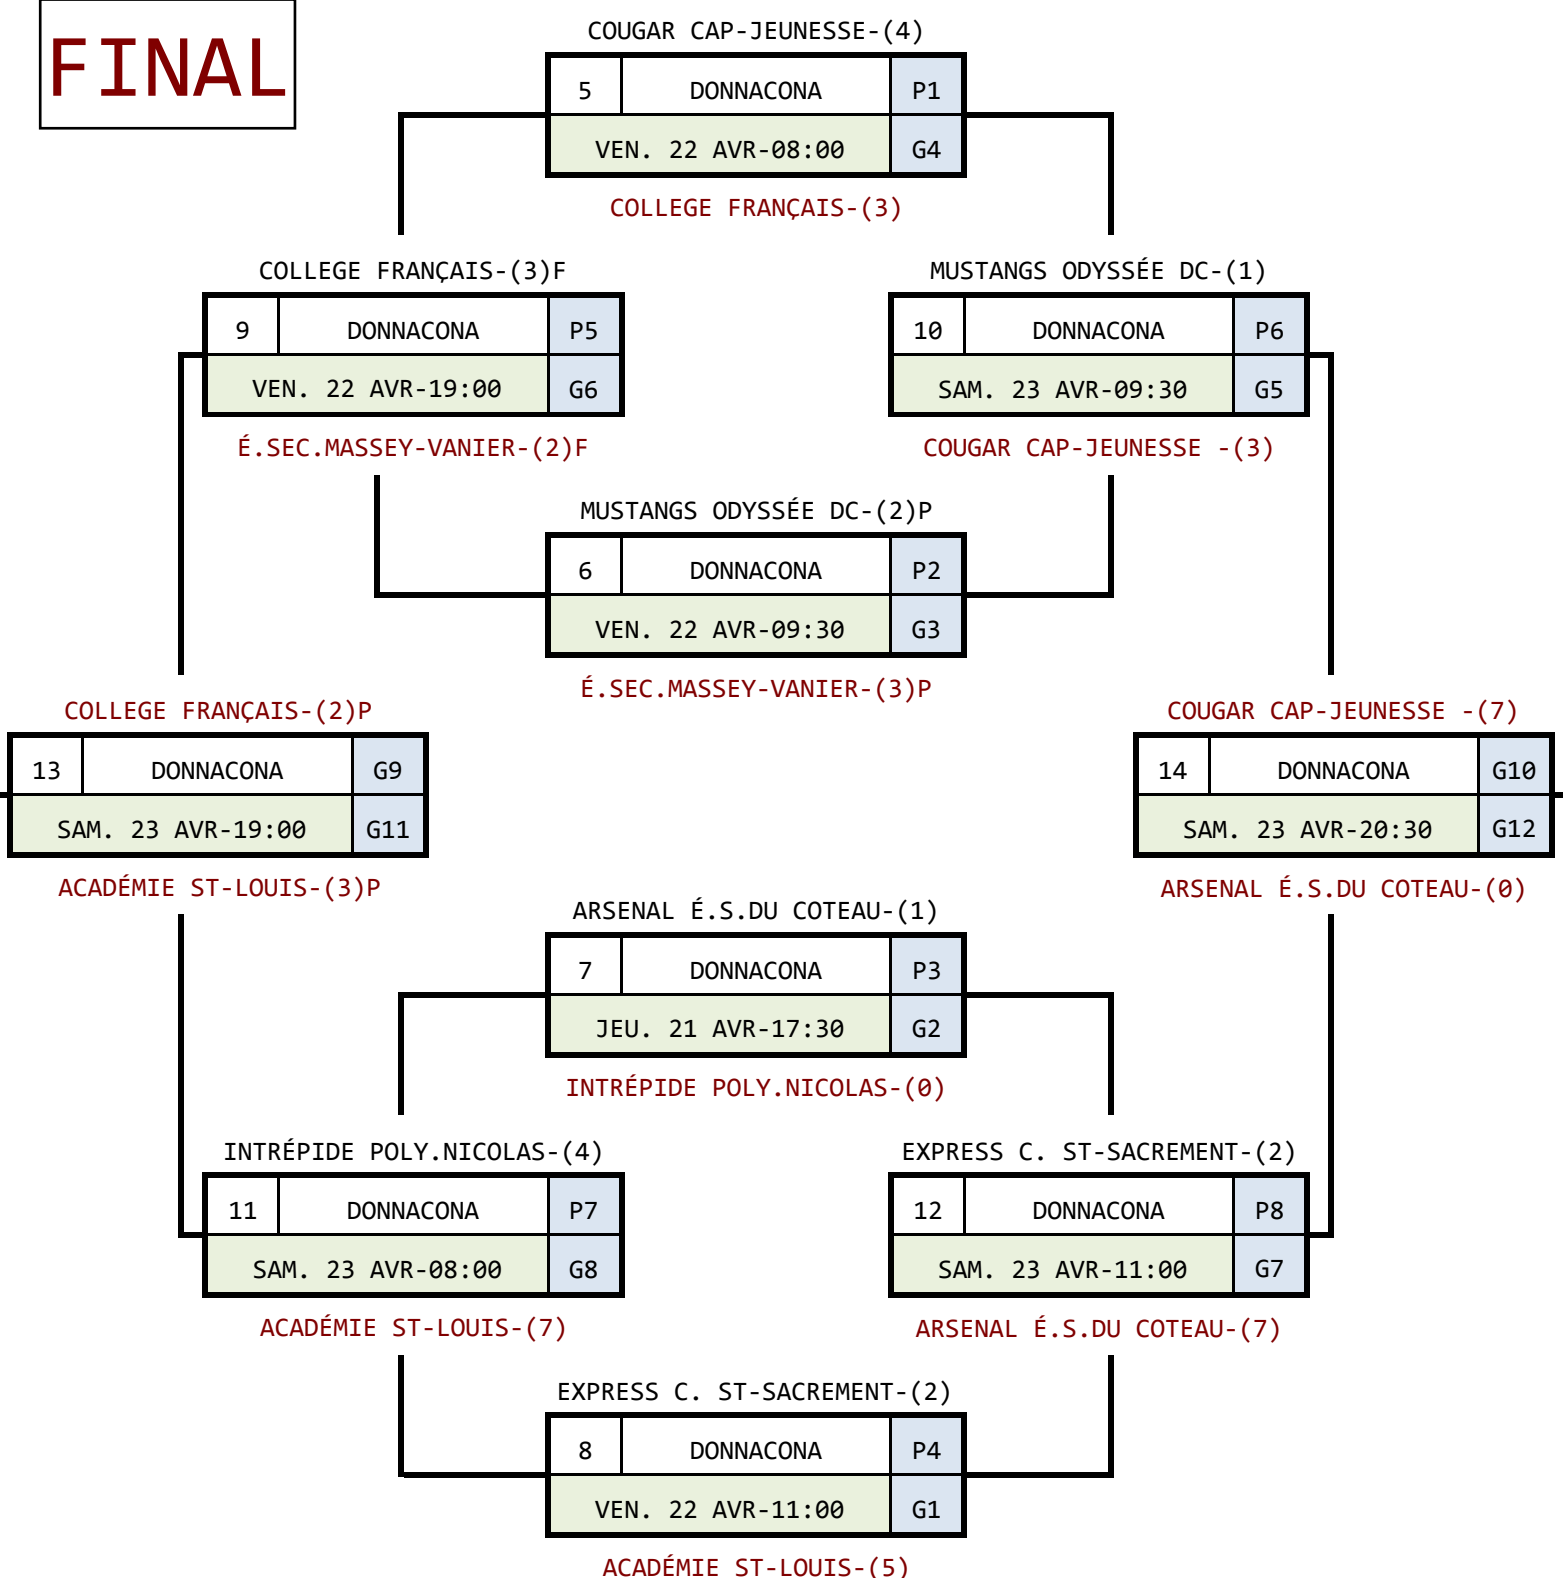 FINAL
COUGAR CAP-JEUNESSE-(4)
5 DONNACONA P1
VEN. 22 AVR-08:00 G4
COLLEGE FRANÇAIS-(3)
COLLEGE FRANÇAIS-(3)F
9 DONNACONA P5
VEN. 22 AVR-19:00 G6
É.SEC.MASSEY-VANIER-(2)F
MUSTANGS ODYSSÉE DC-(1)
10 DONNACONA P6
SAM. 23 AVR-09:30 G5
COUGAR CAP-JEUNESSE -(3)
MUSTANGS ODYSSÉE DC-(2)P
6 DONNACONA P2
VEN. 22 AVR-09:30 G3
É.SEC.MASSEY-VANIER-(3)P
COLLEGE FRANÇAIS-(2)P
13 DONNACONA G9
SAM. 23 AVR-19:00 G11
ACADÉMIE ST-LOUIS-(3)P
COUGAR CAP-JEUNESSE -(7)
14 DONNACONA G10
SAM. 23 AVR-20:30 G12
ARSENAL É.S.DU COTEAU-(0)
ARSENAL É.S.DU COTEAU-(1)
7 DONNACONA P3
JEU. 21 AVR-17:30 G2
INTRÉPIDE POLY.NICOLAS-(0)
INTRÉPIDE POLY.NICOLAS-(4)
11 DONNACONA P7
SAM. 23 AVR-08:00 G8
ACADÉMIE ST-LOUIS-(7)
EXPRESS C. ST-SACREMENT-(2)
12 DONNACONA P8
SAM. 23 AVR-11:00 G7
ARSENAL É.S.DU COTEAU-(7)
EXPRESS C. ST-SACREMENT-(2)
8 DONNACONA P4
VEN. 22 AVR-11:00 G1
ACADÉMIE ST-LOUIS-(5)